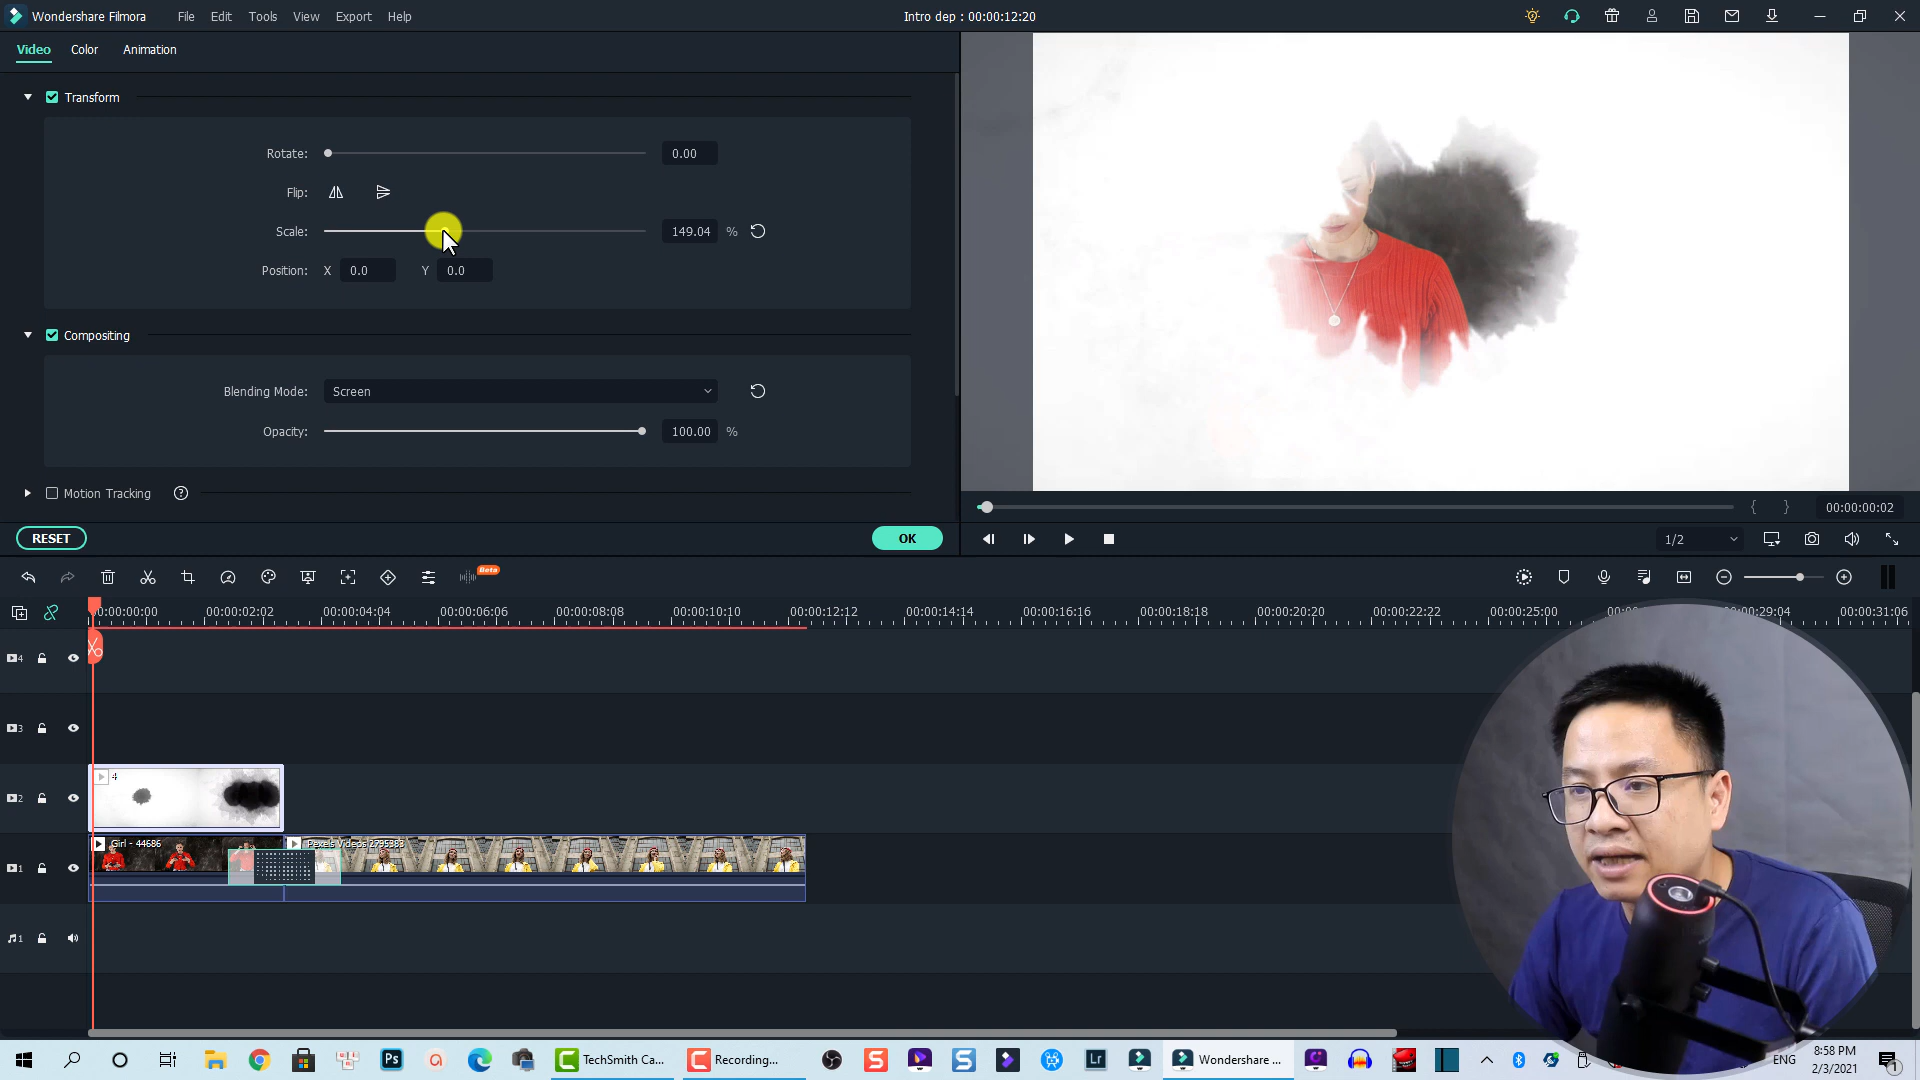 Wondershare Filmora File Edit Tools View Export Help Intro dep : 00:00:12:20
Video Color Animation
Transform
Rotate: 0.00
Flip:
Scale: 149.04 %
Position: X 0.0 Y 0.0
Compositing
Blending Mode: Screen
Opacity: 100.00 %
Motion Tracking ?
{ } 00:00:00:02
RESET OK
1/2
Beta
00:00:00:00 00:00:02:02 00:00:04:04 00:00:06:06 00:00:08:08 00:00:10:10 00:00:12:12 00:00:14:14 00:00:16:16 00:00:18:18 00:00:20:20 00:00:22:22 00:00:25:00 00:00:29:04 00:00:31:06
4
3
4
2
Girl - 44686 Pexels Videos 2795383
1
1
TechSmith Ca... Recording... Wondershare ... ENG 8:58 PM
2/3/2021